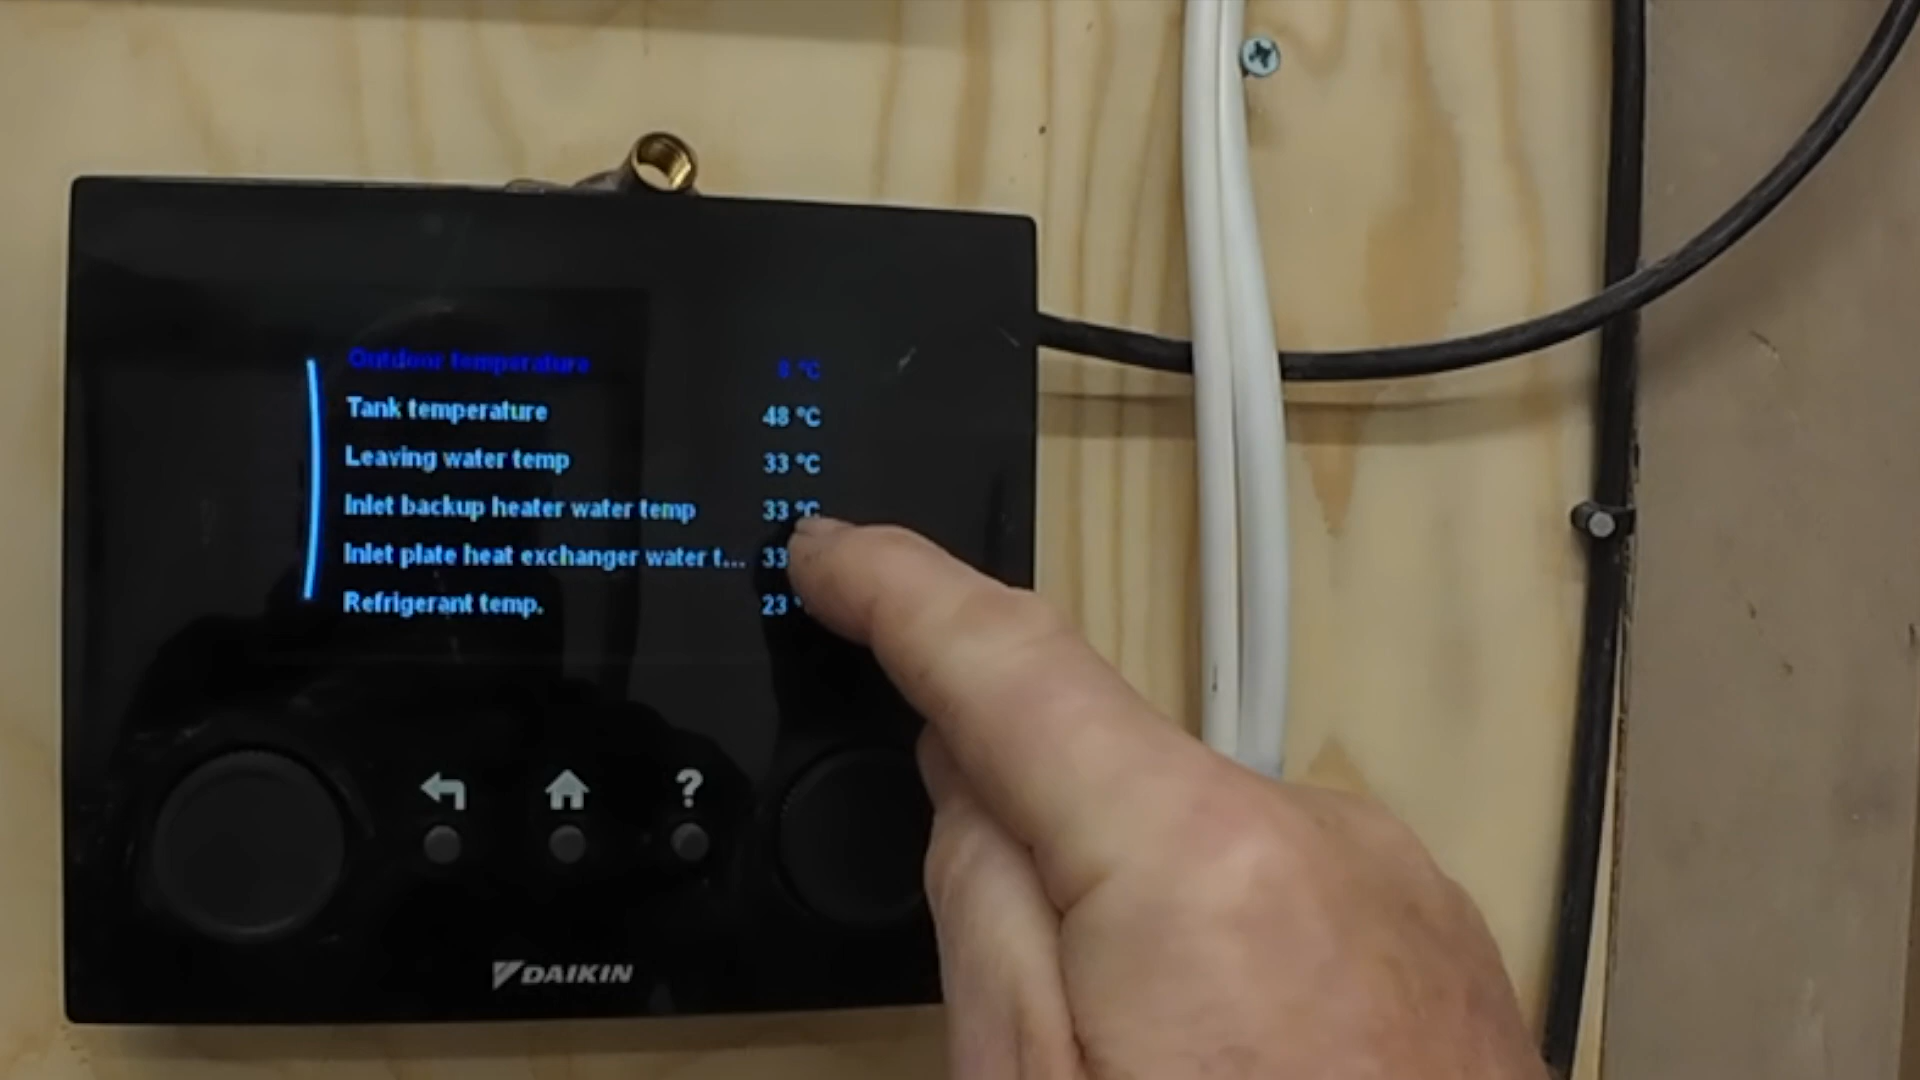 Outdoor temperature °C
Tank temperature 48 °C
Leaving water temp 33 °C
Inlet backup heater water temp 33 °C
Inlet plate heat exchanger water t... 33
Refrigerant temp. 23 °
?
DAIKIN